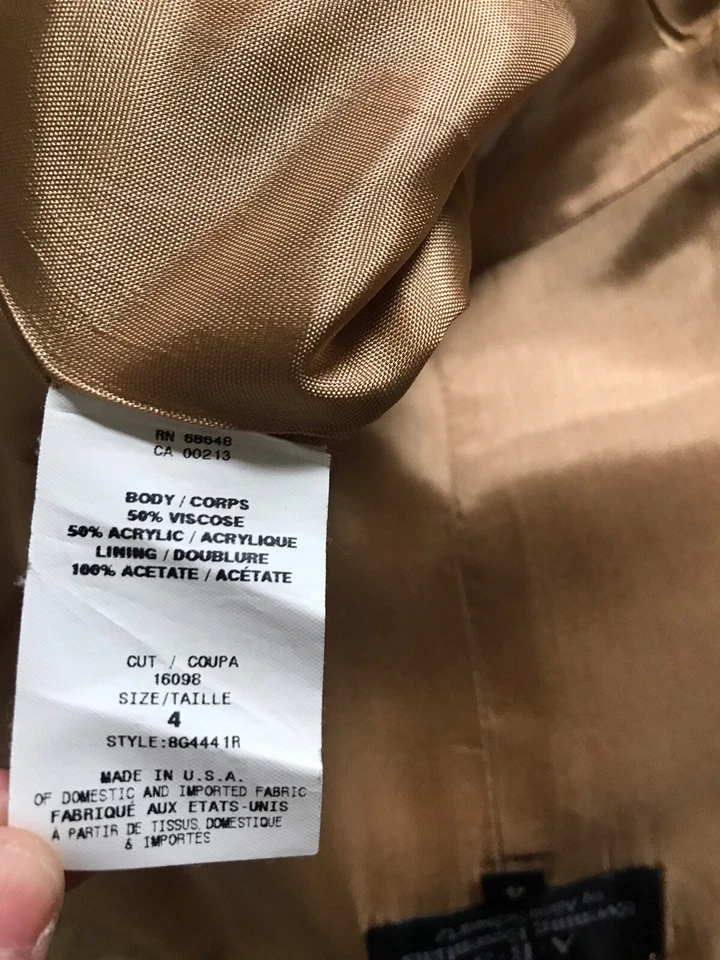 RN 68648
CA 00213
BODY / CORPS
50% VISCOSE
50% ACRYLIC / ACRYLIQUE
LINING / DOUBLURE
100% ACETATE / ACÉTATE
CUT / COUPA
16098
SIZE/TAILLE
4
STYLE:8G4441R
MADE IN U.S.A.
OF DOMESTIC AND IMPORTED FABRIC
FABRIQUÉ AUX ETATS-UNIS
À PARTIR DE TISSUS DOMESTIQUE
& IMPORTÉS
4